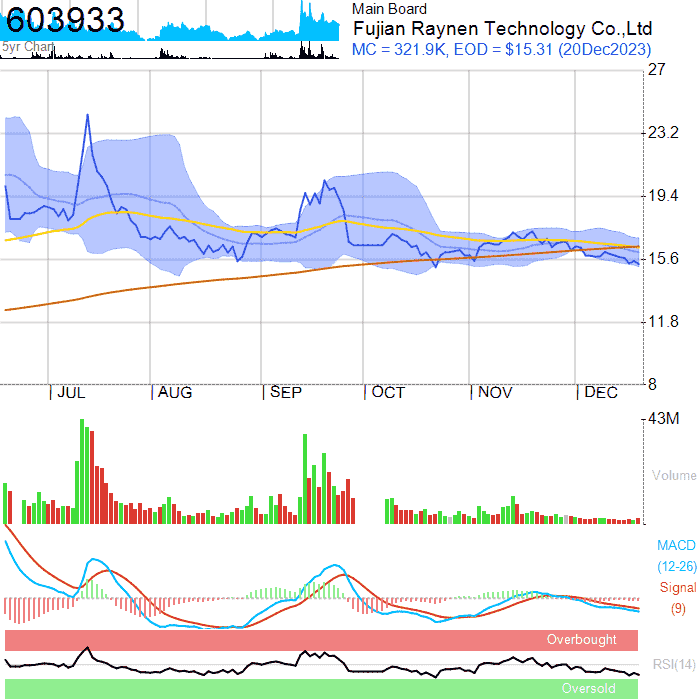 603933
Main Board
Fujian Raynen Technology Co.,Ltd
5yr Chart
MC = 321.9K, EOD = $15.31 (20Dec2023)
27
23.2
19.4
15.6
11.8
8
JUL AUG SEP OCT NOV DEC
43M
Volume
MACD
(12-26)
Signal
(9)
Overbought
RSI(14)
Oversold